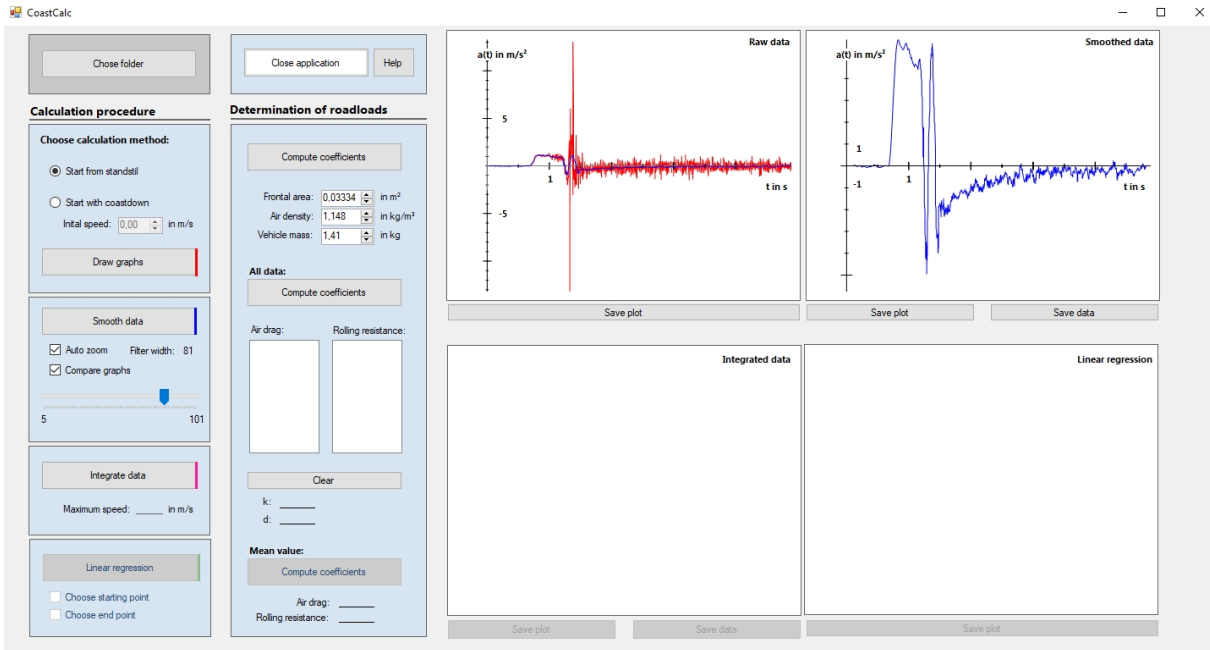 CoastCalc
Chose folder
Calculation procedure
Choose calculation method:
Start from standstil
Start with coastdown
Inital speed: 0,00 in m/s
Draw graphs
Smooth data
Auto zoom Filter width: 81
Compare graphs
5 101
Integrate data
Maximum speed: _____ in m/s
Linear regression
Choose starting point
Choose end point
Close application Help
Determination of roadloads
Compute coefficients
Frontal area: 0,03334 in m²
Air density: 1,148 in kg/m³
Vehicle mass: 1,41 in kg
All data:
Compute coefficients
Air drag: Rolling resistance:
Clear
k: ______
d: ______
Mean value:
Compute coefficients
Air drag: ______
Rolling resistance: ______
Raw data
a(t) in m/s²
5
1
t in s
-5
Save plot
Smoothed data
a(t) in m/s²
1
-1
1
t in s
Save plot Save data
Integrated data
Save plot Save data
Linear regression
Save plot